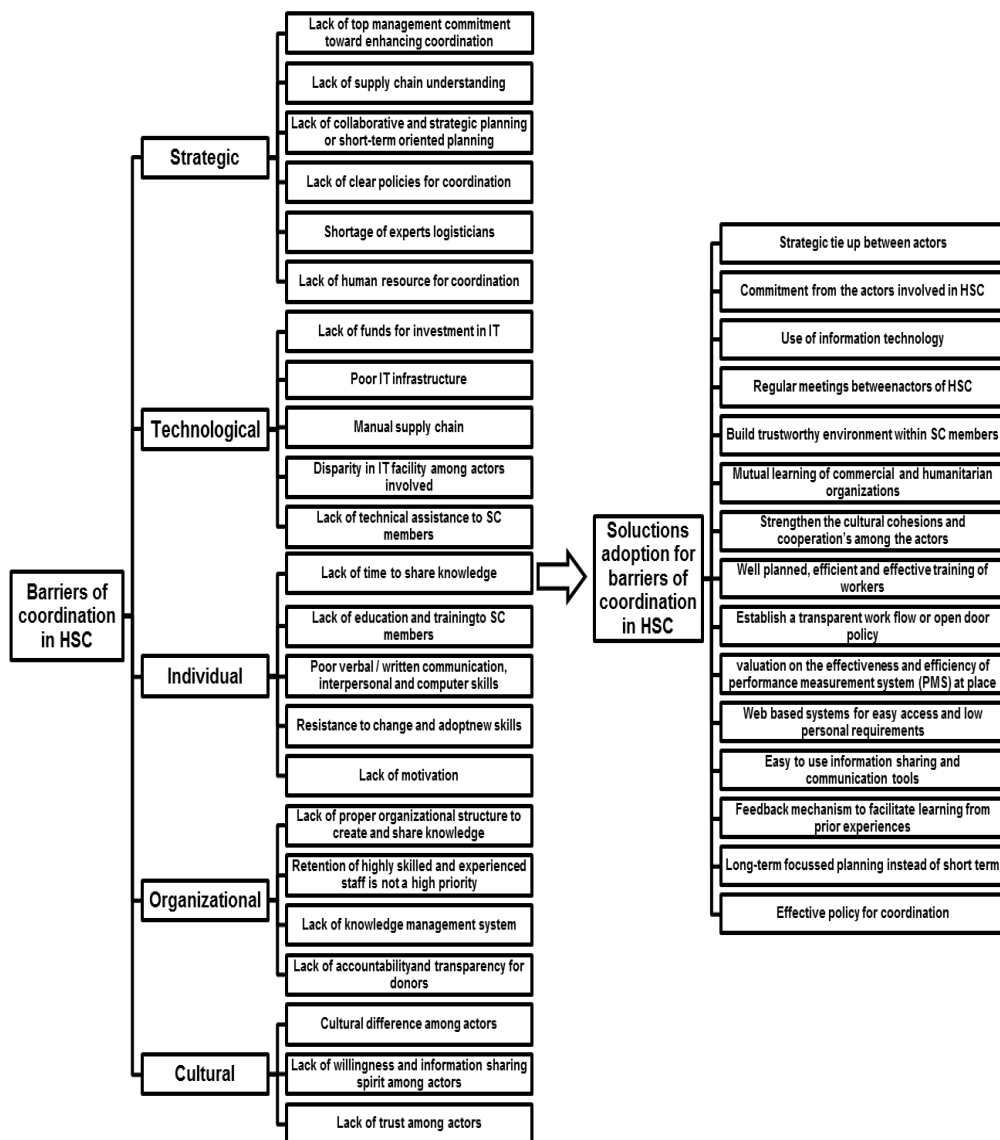 Barriers of
coordination
in HSC
Strategic
Lack of top management commitment
toward enhancing coordination
Lack of supply chain understanding
Lack of collaborative and strategic planning
or short-term oriented planning
Lack of clear policies for coordination
Shortage of experts logisticians
Lack of human resource for coordination
Technological
Lack of funds for investment in IT
Poor IT infrastructure
Manual supply chain
Disparity in IT facility among actors
involved
Lack of technical assistance to SC
members
Individual
Lack of time to share knowledge
Lack of education and trainingto SC
members
Poor verbal / written communication,
interpersonal and computer skills
Resistance to change and adoptnew skills
Lack of motivation
Organizational
Lack of proper organizational structure to
create and share knowledge
Retention of highly skilled and experienced
staff is not a high priority
Lack of knowledge management system
Lack of accountabilityand transparency for
donors
Cultural
Cultural difference among actors
Lack of willingness and information sharing
spirit among actors
Lack of trust among actors
Soluctions
adoption for
barriers of
coordination
in HSC
Strategic tie up between actors
Commitment from the actors involved in HSC
Use of information technology
Regular meetings betweenactors of HSC
Build trustworthy environment within SC members
Mutual learning of commercial and humanitarian
organizations
Strengthen the cultural cohesions and
cooperation's among the actors
Well planned, efficient and effective training of
workers
Establish a transparent work flow or open door
policy
valuation on the effectiveness and efficiency of
performance measurement system (PMS) at place
Web based systems for easy access and low
personal requirements
Easy to use information sharing and
communication tools
Feedback mechanism to facilitate learning from
prior experiences
Long-term focussed planning instead of short term
Effective policy for coordination